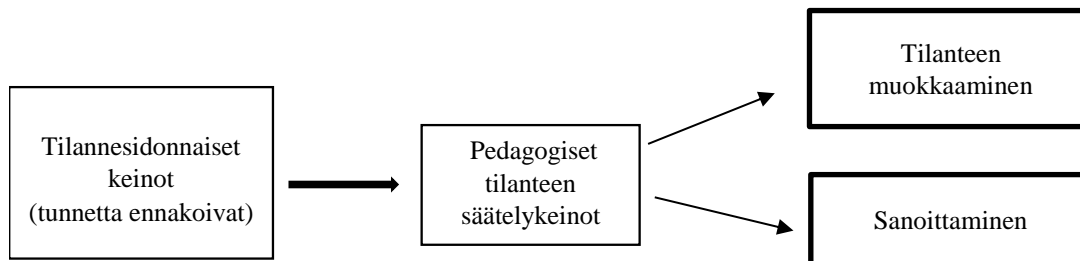 Tilannesidonnaiset
keinot
(tunnetta ennakoivat)
Pedagogiset
tilanteen
säätelykeinot
Tilanteen
muokkaaminen
Sanoittaminen